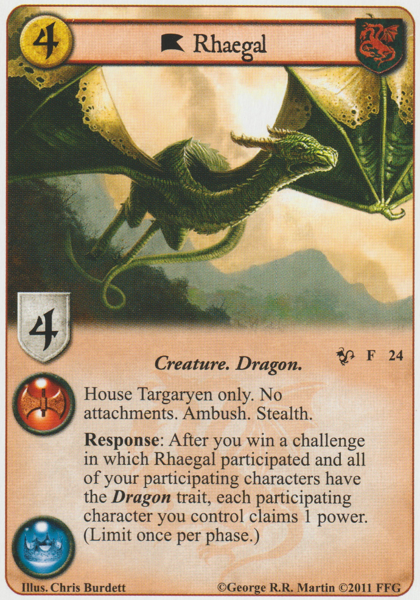 4
Rhaegal
4
Creature. Dragon.
F 24
House Targaryen only. No
attachments. Ambush. Stealth.
Response: After you win a challenge
in which Rhaegal participated and all
of your participating characters have
the Dragon trait, each participating
character you control claims 1 power.
(Limit once per phase.)
Illus. Chris Burdett
©George R.R. Martin ©2011 FFG